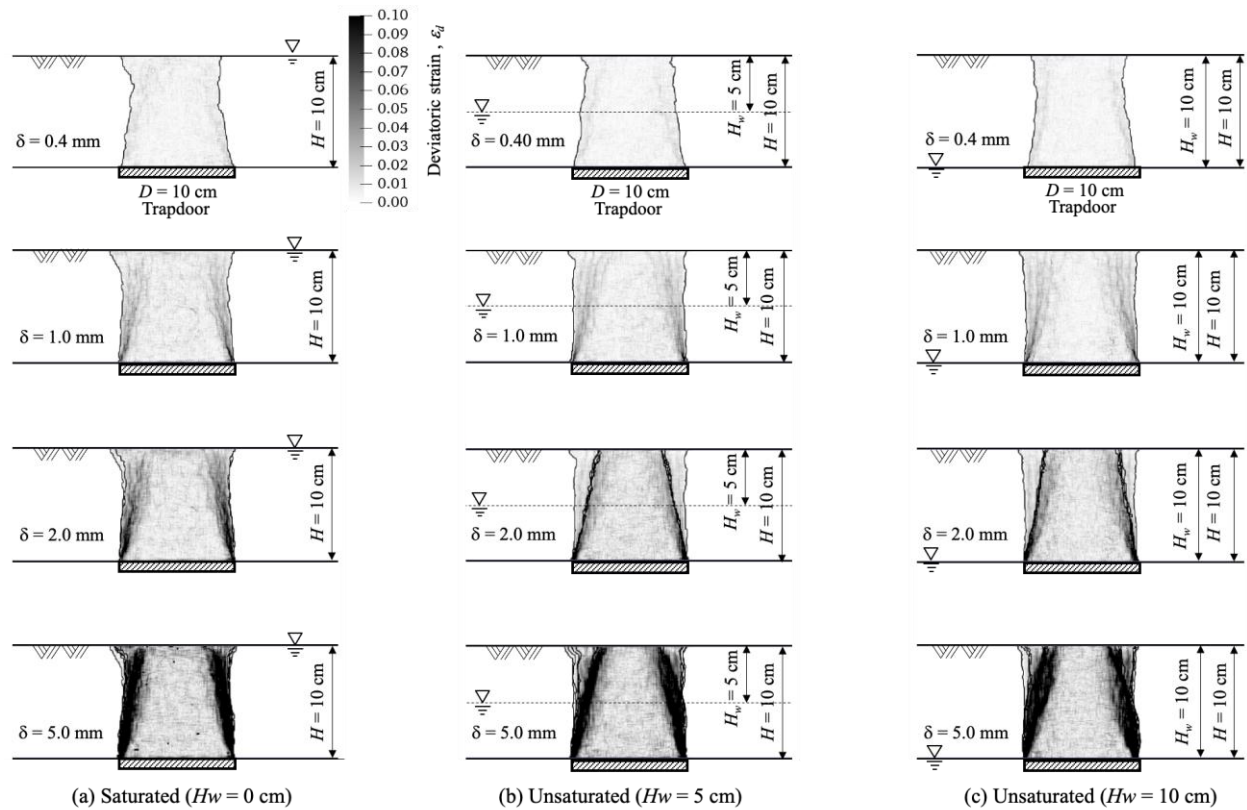 0.10
0.09
0.08
0.07
0.06
0.05
0.04
0.03
0.02
0.01
0.00
Deviatoric strain , εd
δ = 0.4 mm
H = 10 cm
D = 10 cm
Trapdoor
δ = 1.0 mm
H = 10 cm
δ = 2.0 mm
H = 10 cm
δ = 5.0 mm
H = 10 cm
(a) Saturated (Hw = 0 cm)
δ = 0.40 mm
Hw = 5 cm
H = 10 cm
D = 10 cm
Trapdoor
δ = 1.0 mm
Hw = 5 cm
H = 10 cm
δ = 2.0 mm
Hw = 5 cm
H = 10 cm
δ = 5.0 mm
Hw = 5 cm
H = 10 cm
(b) Unsaturated (Hw = 5 cm)
δ = 0.4 mm
Hw = 10 cm
H = 10 cm
D = 10 cm
Trapdoor
δ = 1.0 mm
Hw = 10 cm
H = 10 cm
δ = 2.0 mm
Hw = 10 cm
H = 10 cm
δ = 5.0 mm
Hw = 10 cm
H = 10 cm
(c) Unsaturated (Hw = 10 cm)